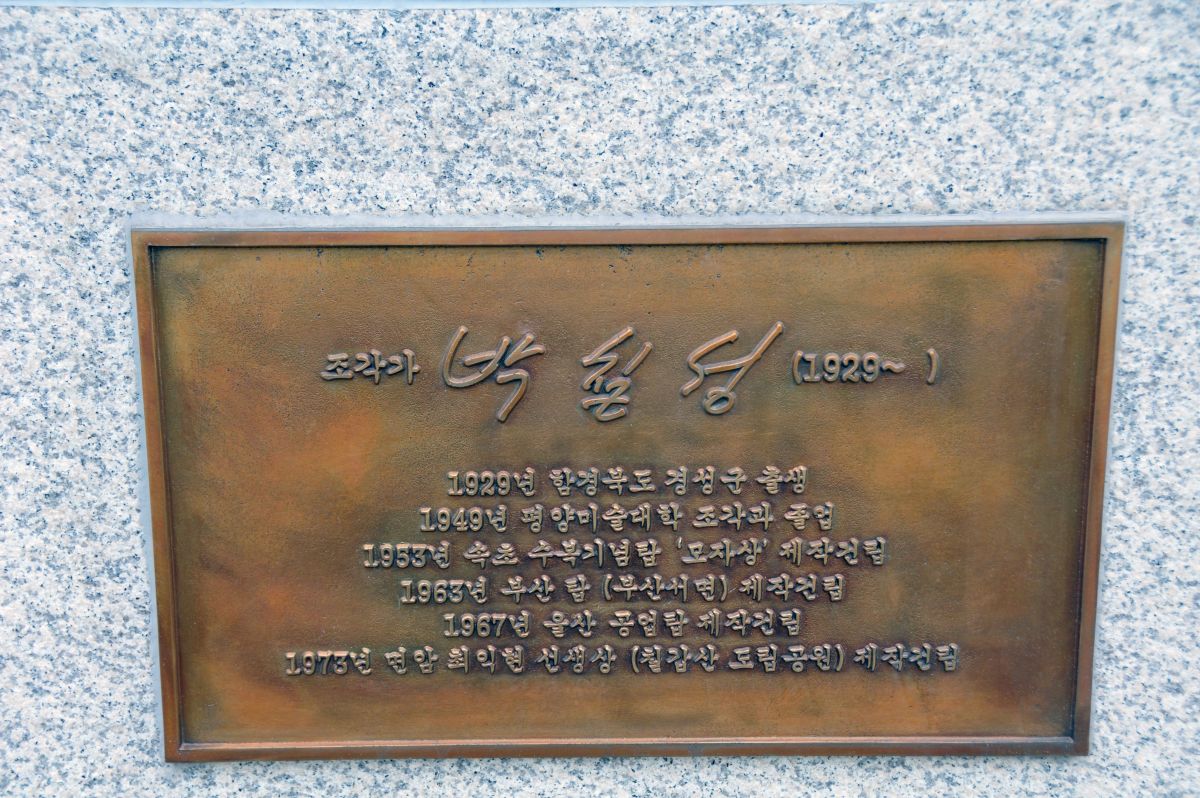 조각가 박칠성 (1929~ )
1929년 함경북도 경성군 출생
1949년 평양미술대학 조각과 졸업
1953년 속초 수복기념탑 '모자상' 제작건립
1963년 부산 탑 (부산서면) 제작건립
1967년 울산 공업탑 제작건립
1973년 면암 최익현 선생상 (칠갑산 도립공원) 제작건립